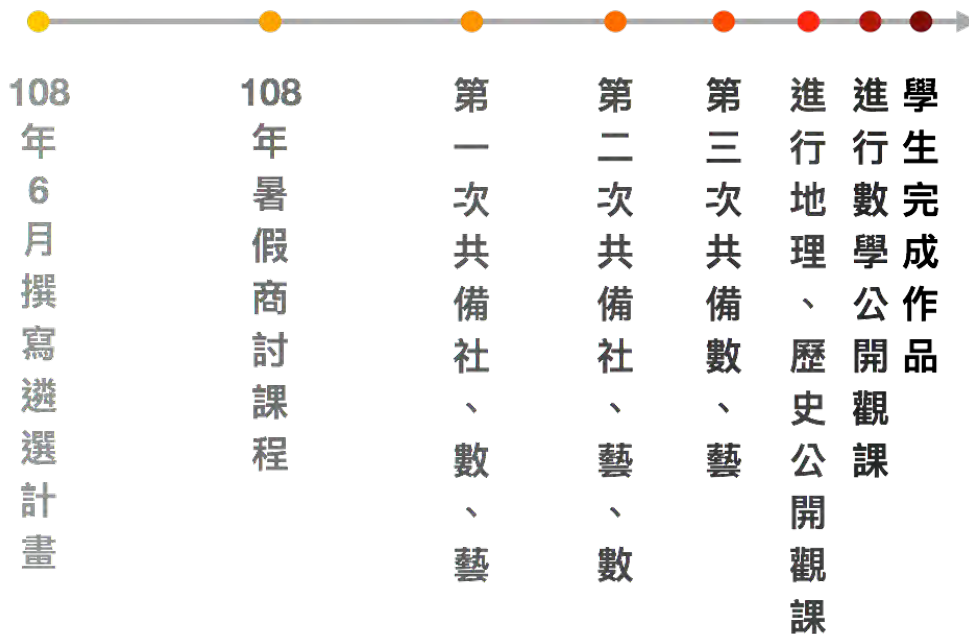 108年6月撰寫遴選計畫
108年暑假商討課程
第一次共備社、數、藝
第二次共備社、藝、數
第三次共備數、藝
進行地理、歷史公開觀課
進行數學公開觀課
學生完成作品